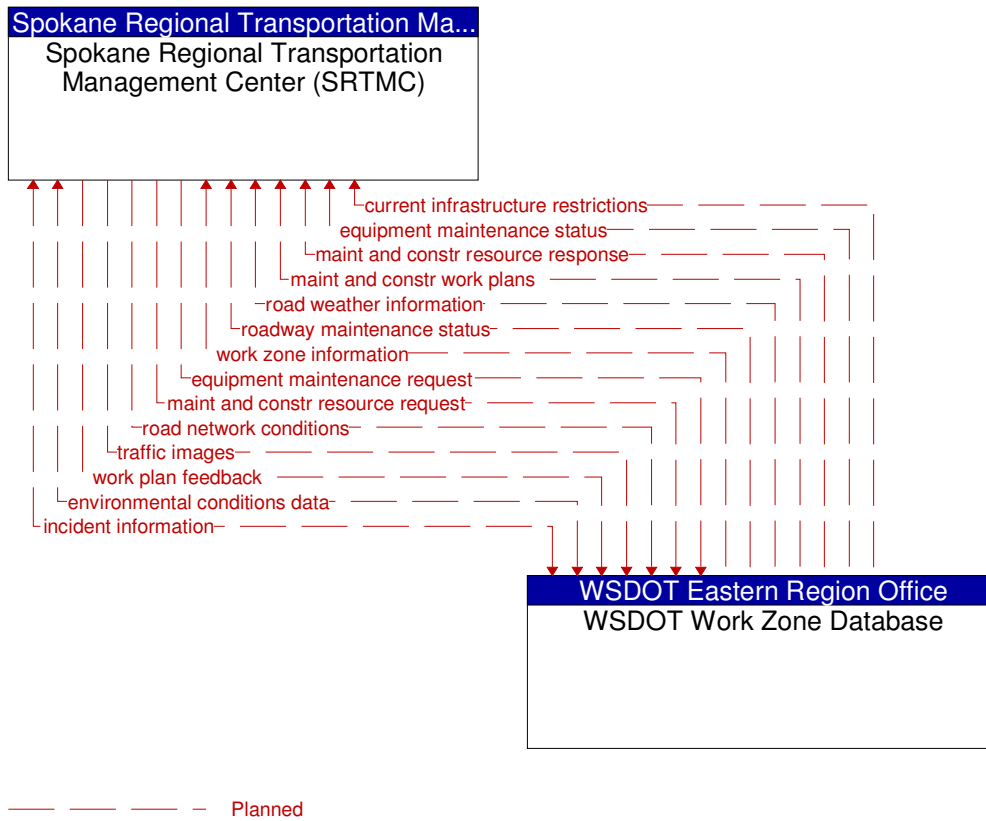 Spokane Regional Transportation Ma...
Spokane Regional Transportation
Management Center (SRTMC)
current infrastructure restrictions
equipment maintenance status
maint and constr resource response
maint and constr work plans
road weather information
roadway maintenance status
work zone information
equipment maintenance request
maint and constr resource request
road network conditions
traffic images
work plan feedback
environmental conditions data
incident information
WSDOT Eastern Region Office
WSDOT Work Zone Database
Planned